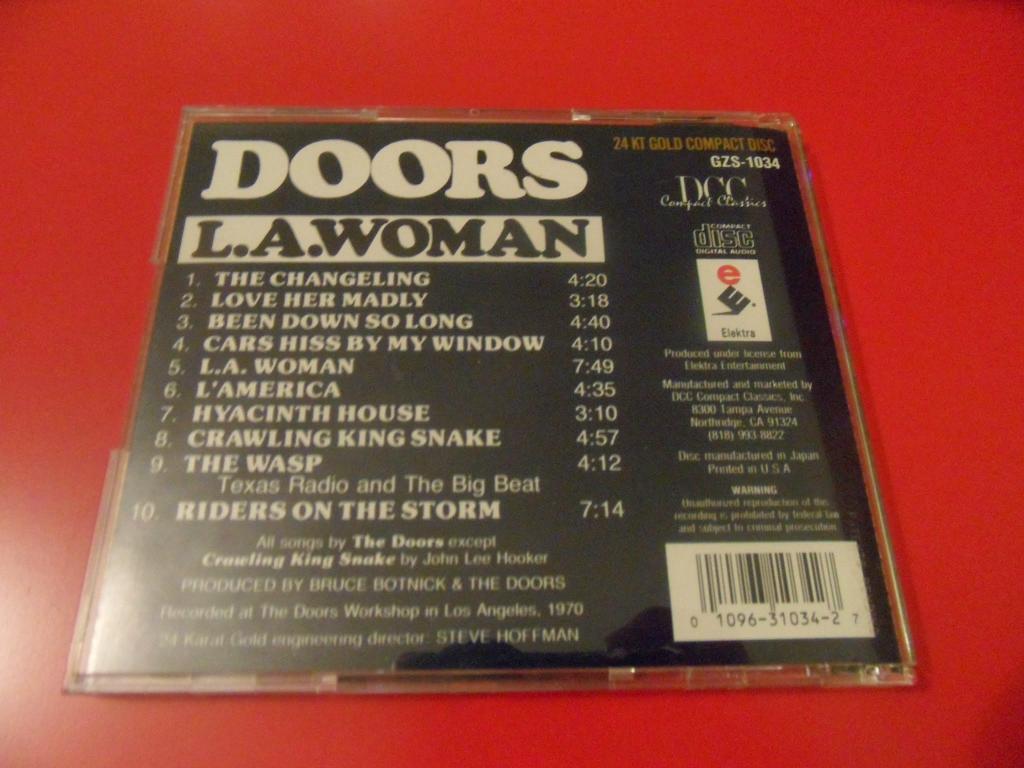 DOORS
L.A.WOMAN
1. THE CHANGELING 4:20
2. LOVE HER MADLY 3:18
3. BEEN DOWN SO LONG 4:40
4. CARS HISS BY MY WINDOW 4:10
5. L.A. WOMAN 7:49
6. L'AMERICA 4:35
7. HYACINTH HOUSE 3:10
8. CRAWLING KING SNAKE 4:57
9. THE WASP 4:12
Texas Radio and The Big Beat
10. RIDERS ON THE STORM 7:14
All songs by The Doors except
Crawling King Snake by John Lee Hooker
PRODUCED BY BRUCE BOTNICK & THE DOORS
Recorded at The Doors Workshop in Los Angeles, 1970
24 Karat Gold engineering director: STEVE HOFFMAN
24 KT GOLD COMPACT DISC
GZS-1034
DCC
Compact Classics
COMPACT
disc
DIGITAL AUDIO
e
Elektra
Produced under license from
Elektra Entertainment
Manufactured and marketed by
DCC Compact Classics, Inc.
8300 Tampa Avenue
Northridge, CA 91324
(818) 993-8822
Disc manufactured in Japan
Printed in U S A
WARNING
Unauthorized reproduction of this
recording is prohibited by federal law
and subject to criminal prosecution
0 1096-31034-2 7